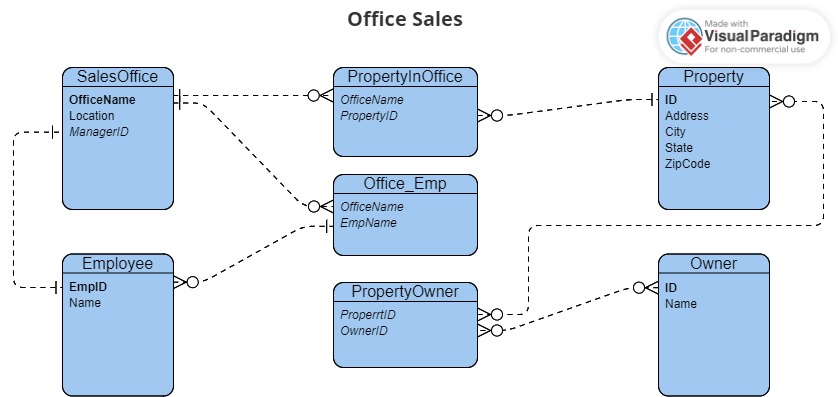 Office Sales
Made with
Visual Paradigm
For non-commercial use
SalesOffice
OfficeName
Location
ManagerID
PropertyInOffice
OfficeName
PropertyID
Property
ID
Address
City
State
ZipCode
Office_Emp
OfficeName
EmpName
Employee
EmpID
Name
PropertyOwner
ProperrtID
OwnerID
Owner
ID
Name